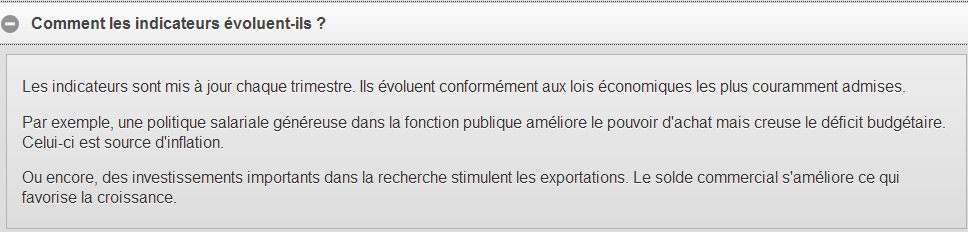 Comment les indicateurs évoluent-ils ?
Les indicateurs sont mis à jour chaque trimestre. Ils évoluent conformément aux lois économiques les plus couramment admises.
Par exemple, une politique salariale généreuse dans la fonction publique améliore le pouvoir d'achat mais creuse le déficit budgétaire.
Celui-ci est source d'inflation.
Ou encore, des investissements importants dans la recherche stimulent les exportations. Le solde commercial s'améliore ce qui
favorise la croissance.